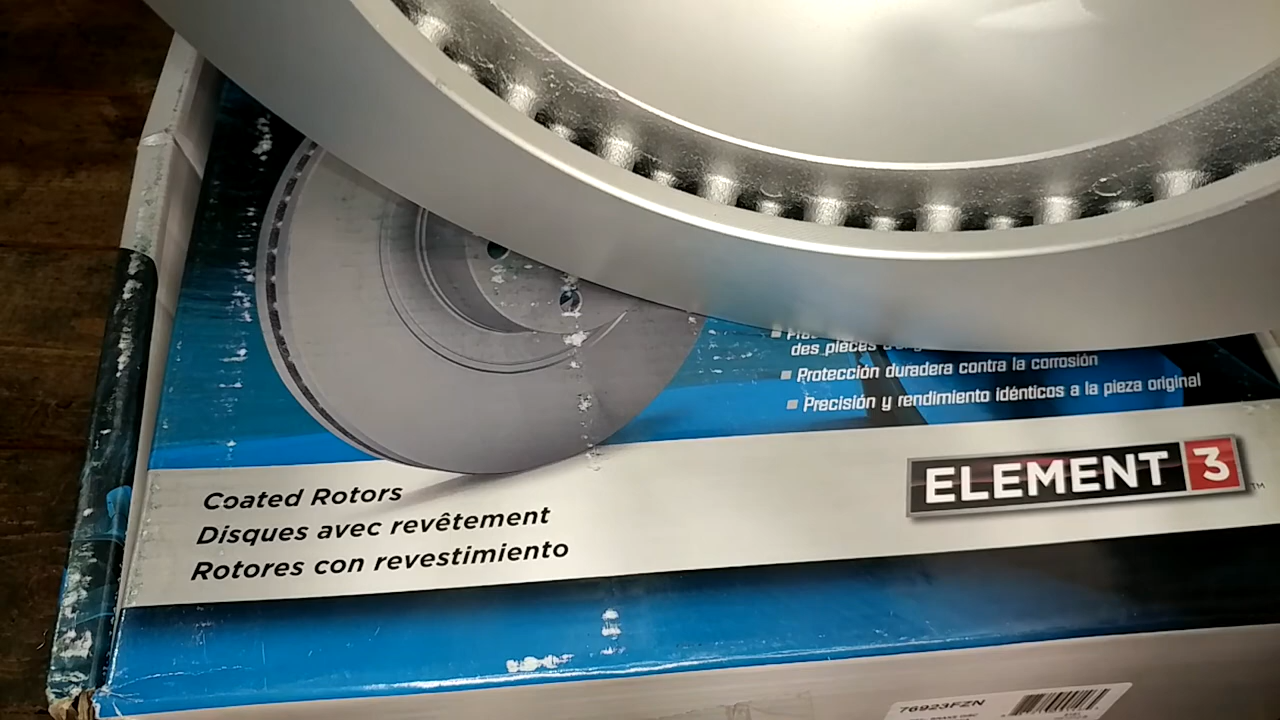 des pièces
Protección duradera contra la corrosión
Precisión y rendimiento idénticos a la pieza original
ELEMENT 3 TM
Coated Rotors
Disques avec revêtement
Rotores con revestimiento
76923FZN